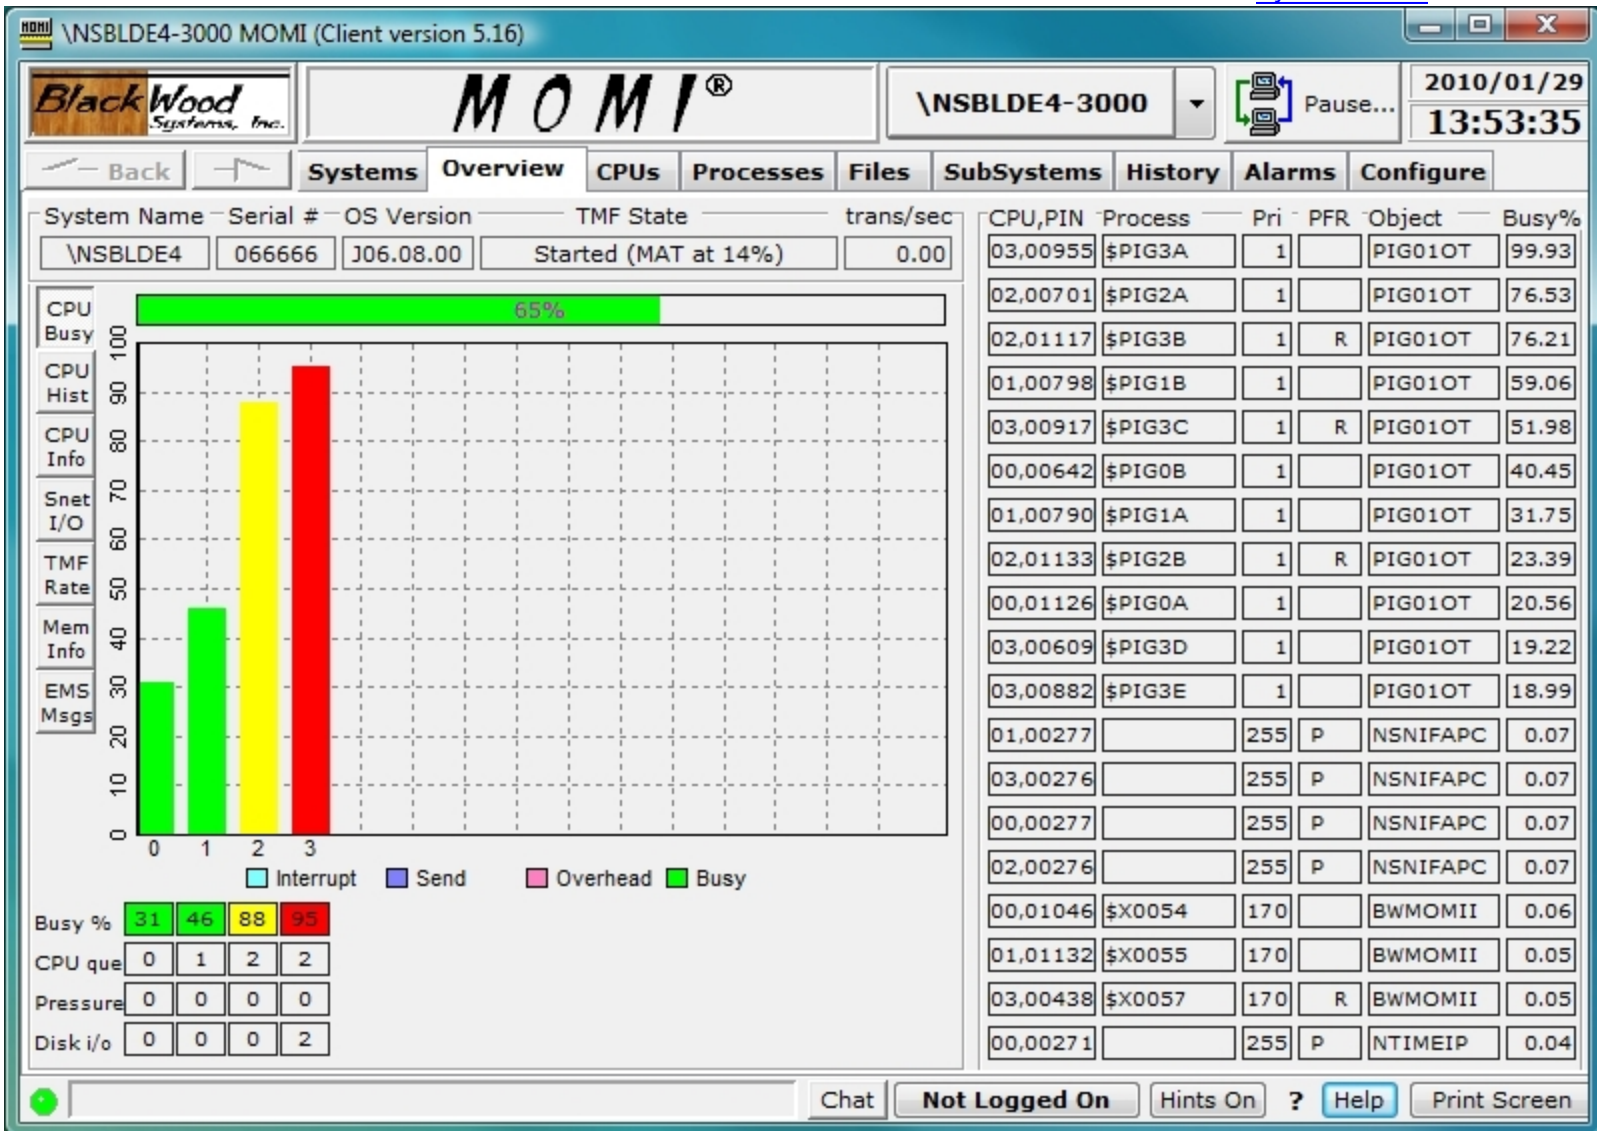 \NSBLDE4-3000 MOMI (Client version 5.16)
BlackWood Systems, Inc.
MOMI®
\NSBLDE4-3000
Pause...
2010/01/29
13:53:35
Back
Systems Overview CPUs Processes Files SubSystems History Alarms Configure
System Name Serial # OS Version TMF State trans/sec
\NSBLDE4 066666 J06.08.00 Started (MAT at 14%) 0.00
CPU Busy
CPU Hist
CPU Info
Snet I/O
TMF Rate
Mem Info
EMS Msgs
65%
100
90
80
70
60
50
40
30
20
10
0
0 1 2 3
Interrupt Send Overhead Busy
Busy % 31 46 88 95
CPU que 0 1 2 2
Pressure 0 0 0 0
Disk i/o 0 0 0 2
CPU,PIN Process Pri PFR Object Busy%
03,00955 $PIG3A 1 PIG01OT 99.93
02,00701 $PIG2A 1 PIG01OT 76.53
02,01117 $PIG3B 1 R PIG01OT 76.21
01,00798 $PIG1B 1 PIG01OT 59.06
03,00917 $PIG3C 1 R PIG01OT 51.98
00,00642 $PIG0B 1 PIG01OT 40.45
01,00790 $PIG1A 1 PIG01OT 31.75
02,01133 $PIG2B 1 R PIG01OT 23.39
00,01126 $PIG0A 1 PIG01OT 20.56
03,00609 $PIG3D 1 PIG01OT 19.22
03,00882 $PIG3E 1 PIG01OT 18.99
01,00277 255 P NSNIFAPC 0.07
03,00276 255 P NSNIFAPC 0.07
00,00277 255 P NSNIFAPC 0.07
02,00276 255 P NSNIFAPC 0.07
00,01046 $X0054 170 BWMOMII 0.06
01,01132 $X0055 170 BWMOMII 0.05
03,00438 $X0057 170 R BWMOMII 0.05
00,00271 255 P NTIMEIP 0.04
Chat Not Logged On Hints On ? Help Print Screen